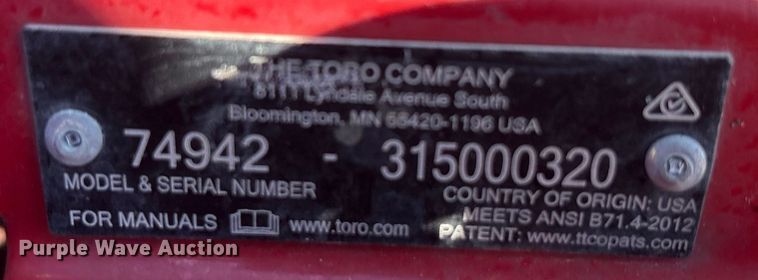 THE TORO COMPANY
8111 Lyndale Avenue South
Bloomington, MN 55420-1196 USA
74942 - 315000320
MODEL & SERIAL NUMBER
COUNTRY OF ORIGIN: USA
MEETS ANSI B71.4-2012
FOR MANUALS www.toro.com
PATENT: www.ttcopats.com
Purple Wave Auction